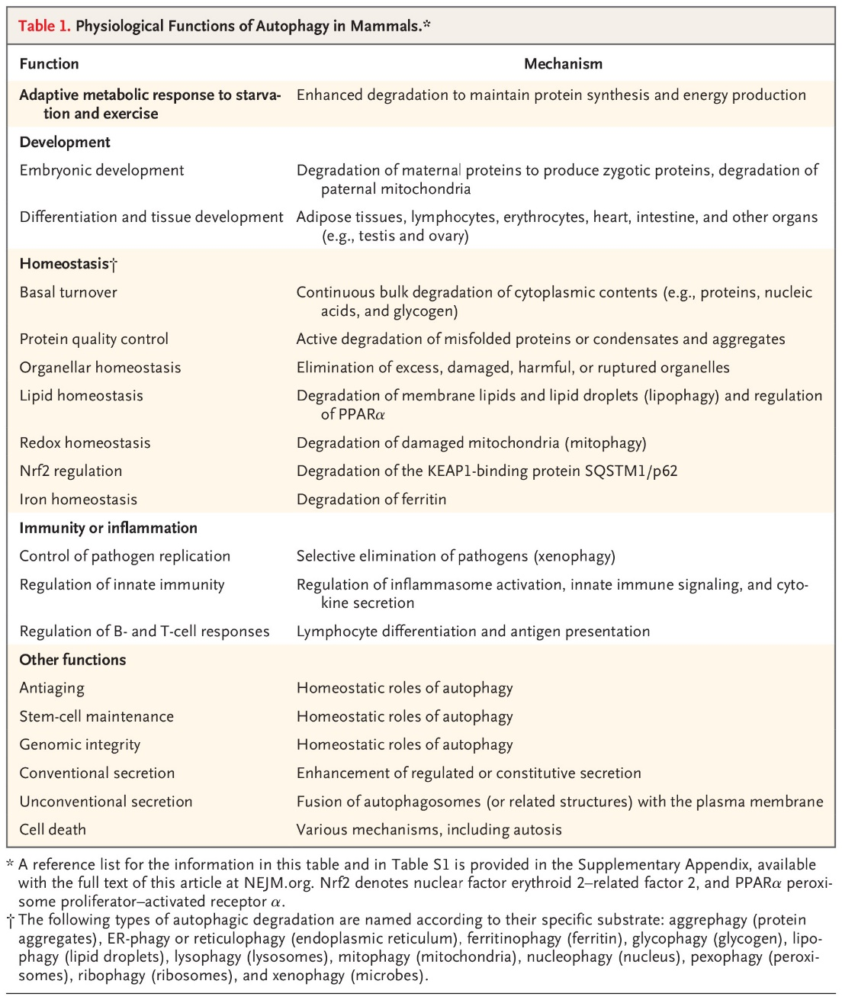 Table 1. Physiological Functions of Autophagy in Mammals.*
Function Mechanism
Adaptive metabolic response to starva- Enhanced degradation to maintain protein synthesis and energy production
tion and exercise
Development
Embryonic development Degradation of maternal proteins to produce zygotic proteins, degradation of
paternal mitochondria
Differentiation and tissue development Adipose tissues, lymphocytes, erythrocytes, heart, intestine, and other organs
(e.g., testis and ovary)
Homeostasis†
Basal turnover Continuous bulk degradation of cytoplasmic contents (e.g., proteins, nucleic
acids, and glycogen)
Protein quality control Active degradation of misfolded proteins or condensates and aggregates
Organellar homeostasis Elimination of excess, damaged, harmful, or ruptured organelles
Lipid homeostasis Degradation of membrane lipids and lipid droplets (lipophagy) and regulation
of PPARα
Redox homeostasis Degradation of damaged mitochondria (mitophagy)
Nrf2 regulation Degradation of the KEAP1-binding protein SQSTM1/p62
Iron homeostasis Degradation of ferritin
Immunity or inflammation
Control of pathogen replication Selective elimination of pathogens (xenophagy)
Regulation of innate immunity Regulation of inflammasome activation, innate immune signaling, and cyto-
kine secretion
Regulation of B- and T-cell responses Lymphocyte differentiation and antigen presentation
Other functions
Antiaging Homeostatic roles of autophagy
Stem-cell maintenance Homeostatic roles of autophagy
Genomic integrity Homeostatic roles of autophagy
Conventional secretion Enhancement of regulated or constitutive secretion
Unconventional secretion Fusion of autophagosomes (or related structures) with the plasma membrane
Cell death Various mechanisms, including autosis
* A reference list for the information in this table and in Table S1 is provided in the Supplementary Appendix, available
with the full text of this article at NEJM.org. Nrf2 denotes nuclear factor erythroid 2–related factor 2, and PPARα peroxi-
some proliferator–activated receptor α.
† The following types of autophagic degradation are named according to their specific substrate: aggrephagy (protein
aggregates), ER-phagy or reticulophagy (endoplasmic reticulum), ferritinophagy (ferritin), glycophagy (glycogen), lipo-
phagy (lipid droplets), lysophagy (lysosomes), mitophagy (mitochondria), nucleophagy (nucleus), pexophagy (peroxi-
somes), ribophagy (ribosomes), and xenophagy (microbes).